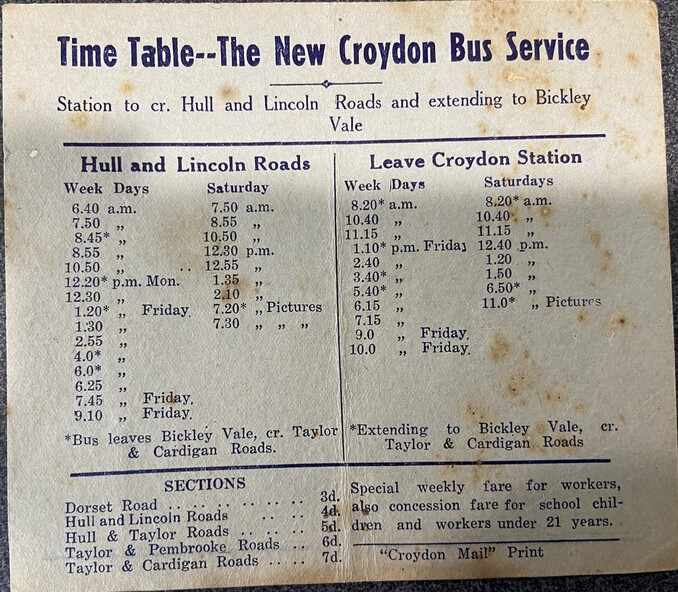 Time Table--The New Croydon Bus Service
Station to cr. Hull and Lincoln Roads and extending to Bickley
Vale
Hull and Lincoln Roads
Week Days Saturday
6.40 a.m. 7.50 a.m.
7.50 „ 8.55 „
8.45* „ 10.50 „
8.55 „ 12.30 p.m.
10.50 „ .. 12.55 „
12.20* p.m. Mon. 1.35 „
12.30 „ 2.10 „
1.20* „ Friday. 7.20* „ Pictures
1.30 „ 7.30 „ „ „
2.55 „
4.0* „
6.0* „
6.25 „
7.45 „ Friday.
9.10 „ Friday.
*Bus leaves Bickley Vale, cr. Taylor
& Cardigan Roads.
Leave Croydon Station
Week Days Saturdays
8.20* a.m. 8.20* a.m.
10.40 „ 10.40 „
11.15 „ 11.15 „
1.10* p.m. Friday 12.40 p.m.
2.40 „ 1.20 „
3.40* „ 1.50 „
5.40* „ 6.50* „
6.15 „ 11.0* „ Pictures
7.15 „
9.0 „ Friday.
10.0 „ Friday.
*Extending to Bickley Vale, cr.
Taylor & Cardigan Roads
SECTIONS
Dorset Road .. .. .. .. .. .. .. 3d.
Hull and Lincoln Roads .. .. .. 4d.
Hull & Taylor Roads .. .. .. .. 5d.
Taylor & Pembrooke Roads .. 6d.
Taylor & Cardigan Roads .. .. . 7d.
Special weekly fare for workers,
also concession fare for school chil-
dren and workers under 21 years.
"Croydon Mail" Print